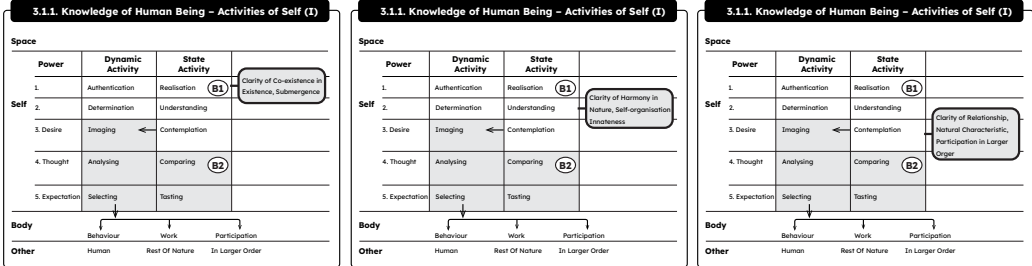 3.1.1. Knowledge of Human Being – Activities of Self (I)
Space
Power Dynamic Activity State Activity
1. Authentication Realisation B1
Clarity of Co-existence in
Existence, Submergence
Self
2. Determination Understanding
3. Desire Imaging Contemplation
4. Thought Analysing Comparing B2
5. Expectation Selecting Tasting
Body
Behaviour Work Participation
Other Human Rest Of Nature In Larger Order
3.1.1. Knowledge of Human Being – Activities of Self (I)
Space
Power Dynamic Activity State Activity
1. Authentication Realisation B1
Clarity of Harmony in
Nature, Self-organisation
Innateness
Self
2. Determination Understanding
3. Desire Imaging Contemplation
4. Thought Analysing Comparing B2
5. Expectation Selecting Tasting
Body
Behaviour Work Participation
Other Human Rest Of Nature In Larger Order
3.1.1. Knowledge of Human Being – Activities of Self (I)
Space
Power Dynamic Activity State Activity
1. Authentication Realisation B1
Self
2. Determination Understanding
Clarity of Relationship,
Natural Characteristic,
Participation in Larger
Orger
3. Desire Imaging Contemplation
4. Thought Analysing Comparing B2
5. Expectation Selecting Tasting
Body
Behaviour Work Participation
Other Human Rest Of Nature In Larger Order